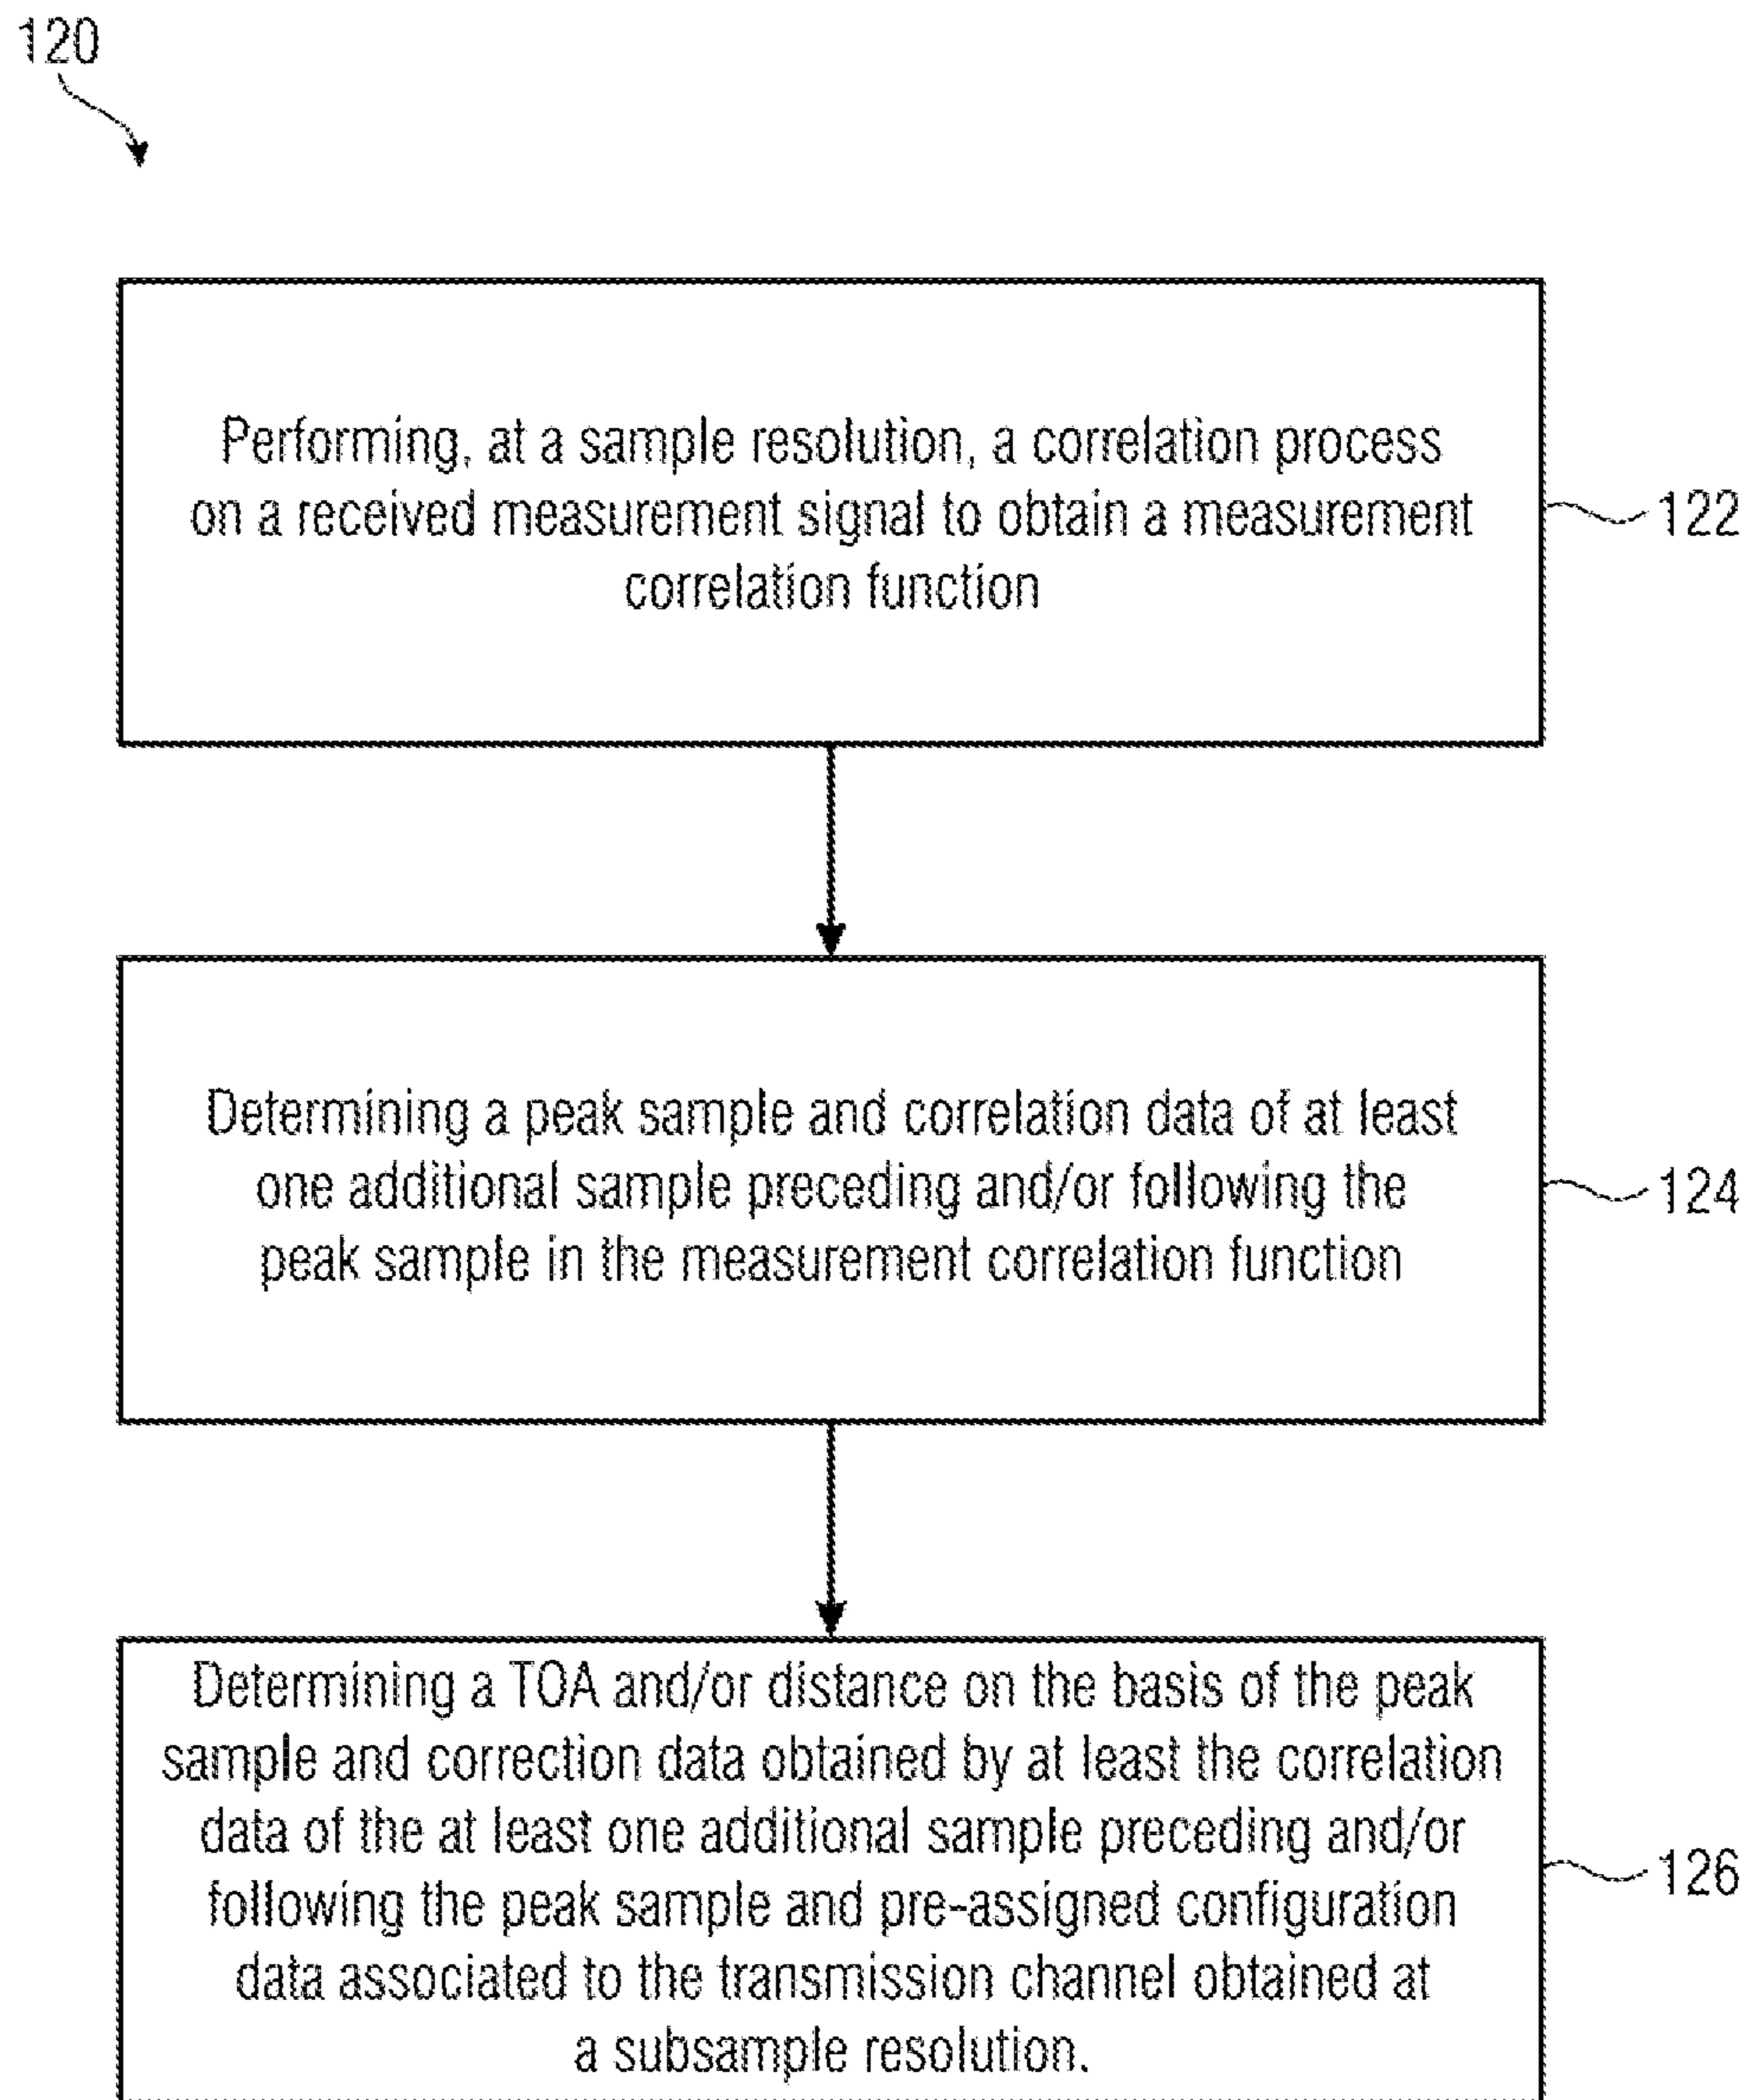 120
Performing, at a sample resolution, a correlation process
on a received measurement signal to obtain a measurement
correlation function
122
Determining a peak sample and correlation data of at least
one additional sample preceding and/or following the
peak sample in the measurement correlation function
124
Determining a TOA and/or distance on the basis of the peak
sample and correction data obtained by at least the correlation
data of the at least one additional sample preceding and/or
following the peak sample and pre-assigned configuration
data associated to the transmission channel obtained at
a subsample resolution.
126